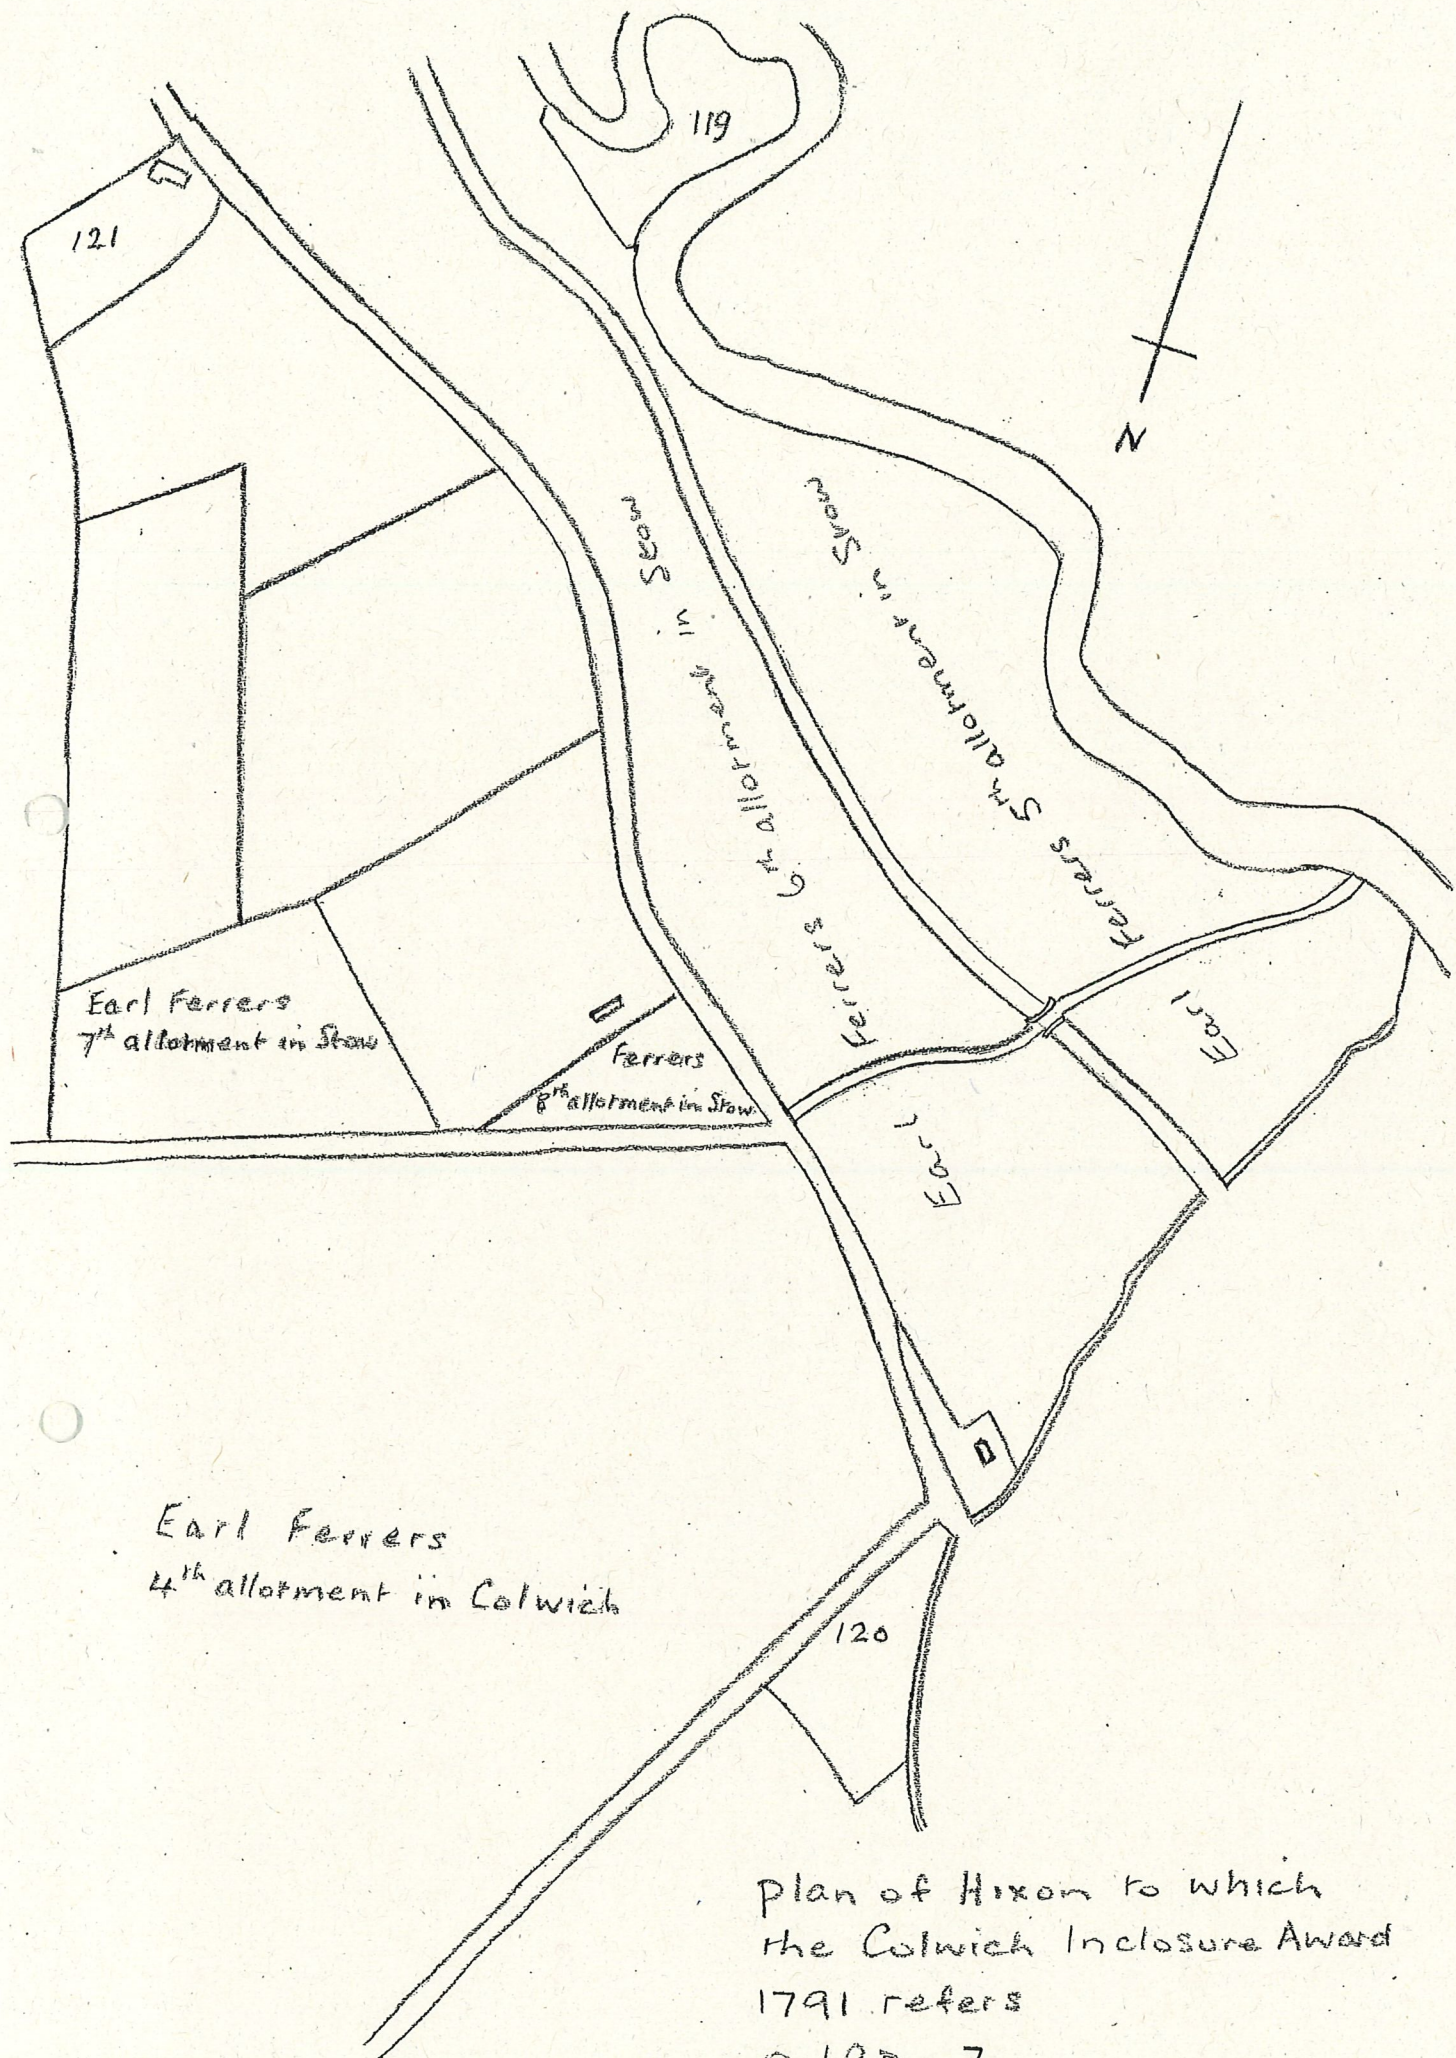 119
121
N
Earl Ferrers 6th allotment in Stow
Earl Ferrers 5th allotment in Stow
Earl Ferrers
7th allotment in Stow
Ferrers
8th allotment in Stow
Earl Ferrers
4th allotment in Colwich
120
plan of Hixon to which
the Colwich Inclosure Award
1791 refers